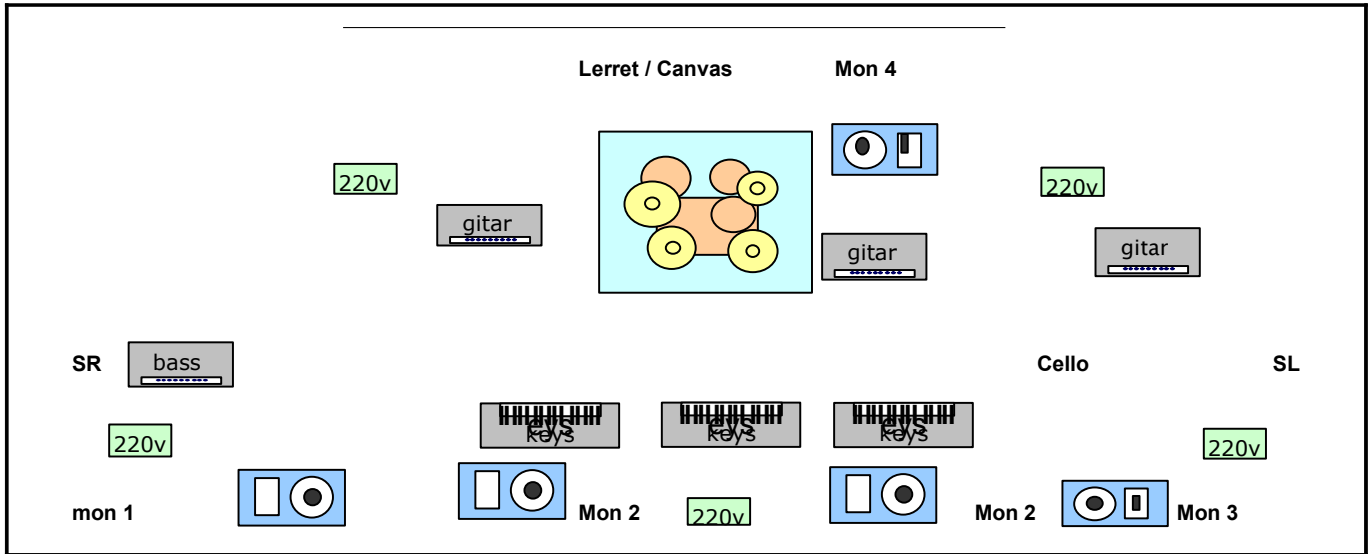 Lerret / Canvas Mon 4
220v 220v
gitar gitar gitar
SR bass Cello SL
keys keys keys
220v 220v
mon 1 Mon 2 220v Mon 2 Mon 3